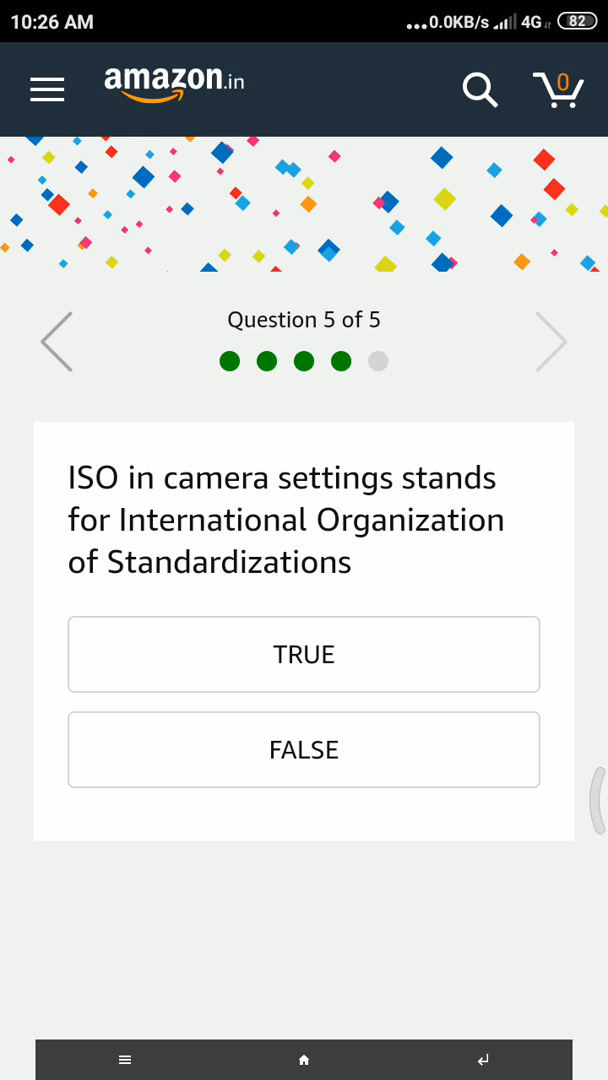 10:26 AM ...0.0KB/s 4G 82
amazon.in 0
Question 5 of 5
ISO in camera settings stands
for International Organization
of Standardizations
TRUE
FALSE